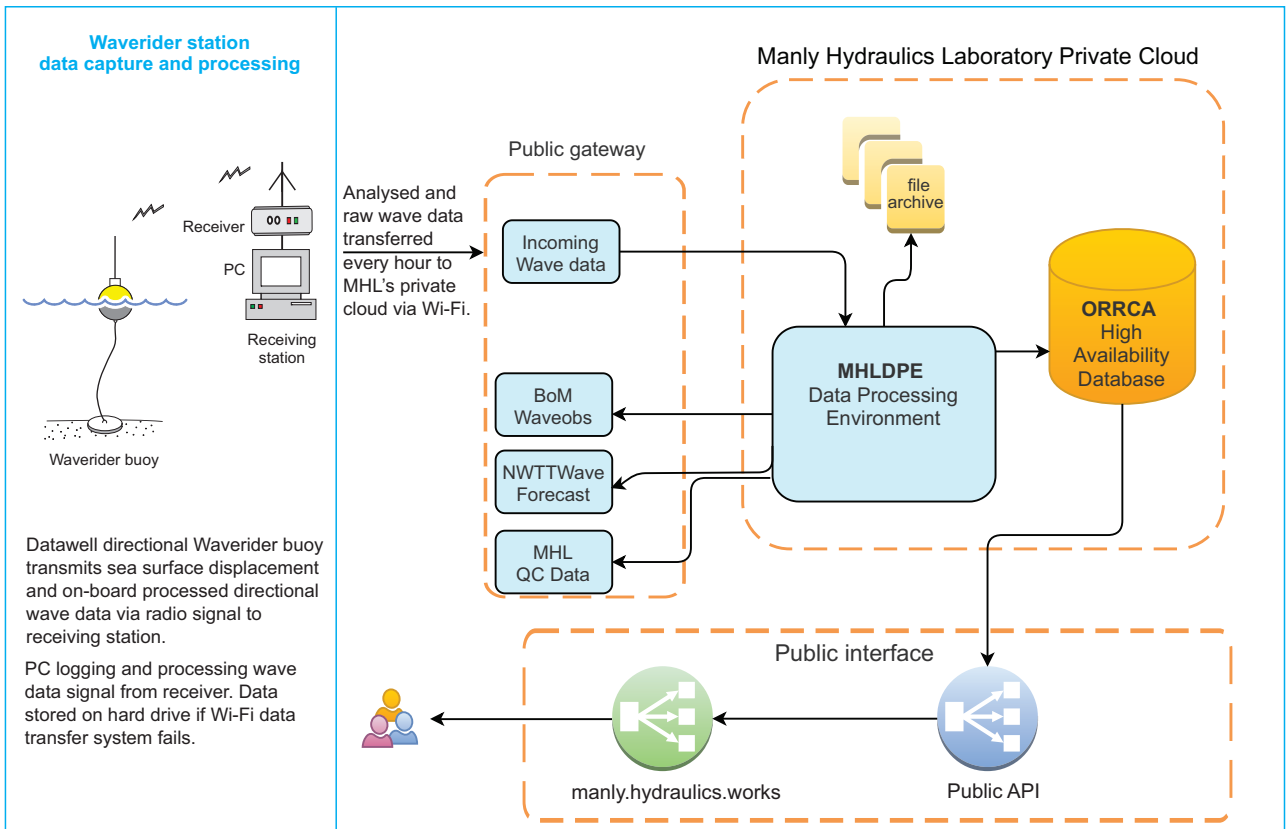 Waverider station
data capture and processing
Receiver
PC
Receiving
station
Waverider buoy
Datawell directional Waverider buoy
transmits sea surface displacement
and on-board processed directional
wave data via radio signal to
receiving station.
PC logging and processing wave
data signal from receiver. Data
stored on hard drive if Wi-Fi data
transfer system fails.
Analysed and
raw wave data
transferred
every hour to
MHL's private
cloud via Wi-Fi.
Public gateway
Incoming
Wave data
BoM
Waveobs
NWTTWave
Forecast
MHL
QC Data
Manly Hydraulics Laboratory Private Cloud
file
archive
MHLDPE
Data Processing
Environment
ORRCA
High
Availability
Database
Public interface
manly.hydraulics.works
Public API